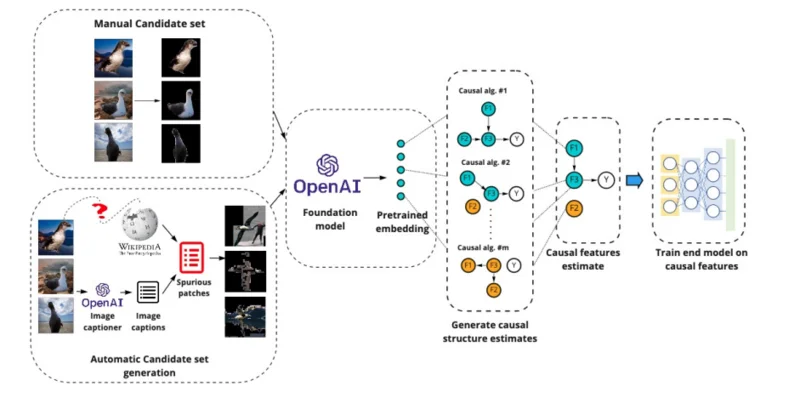 Manual Candidate set
?
WIKIPEDIA
The Free Encyclopedia
OpenAI
Image
captioner
Image
captions
Spurious
patches
Automatic Candidate set
generation
OpenAI
Foundation
model
Pretrained
embedding
Causal alg. #1
F1
F2
F3
Y
Causal alg. #2
F1
F3
Y
F2
Causal alg. #m
F1
F3
Y
F2
Generate causal
structure estimates
F1
F3
Y
F2
Causal features
estimate
Train end model on
causal features